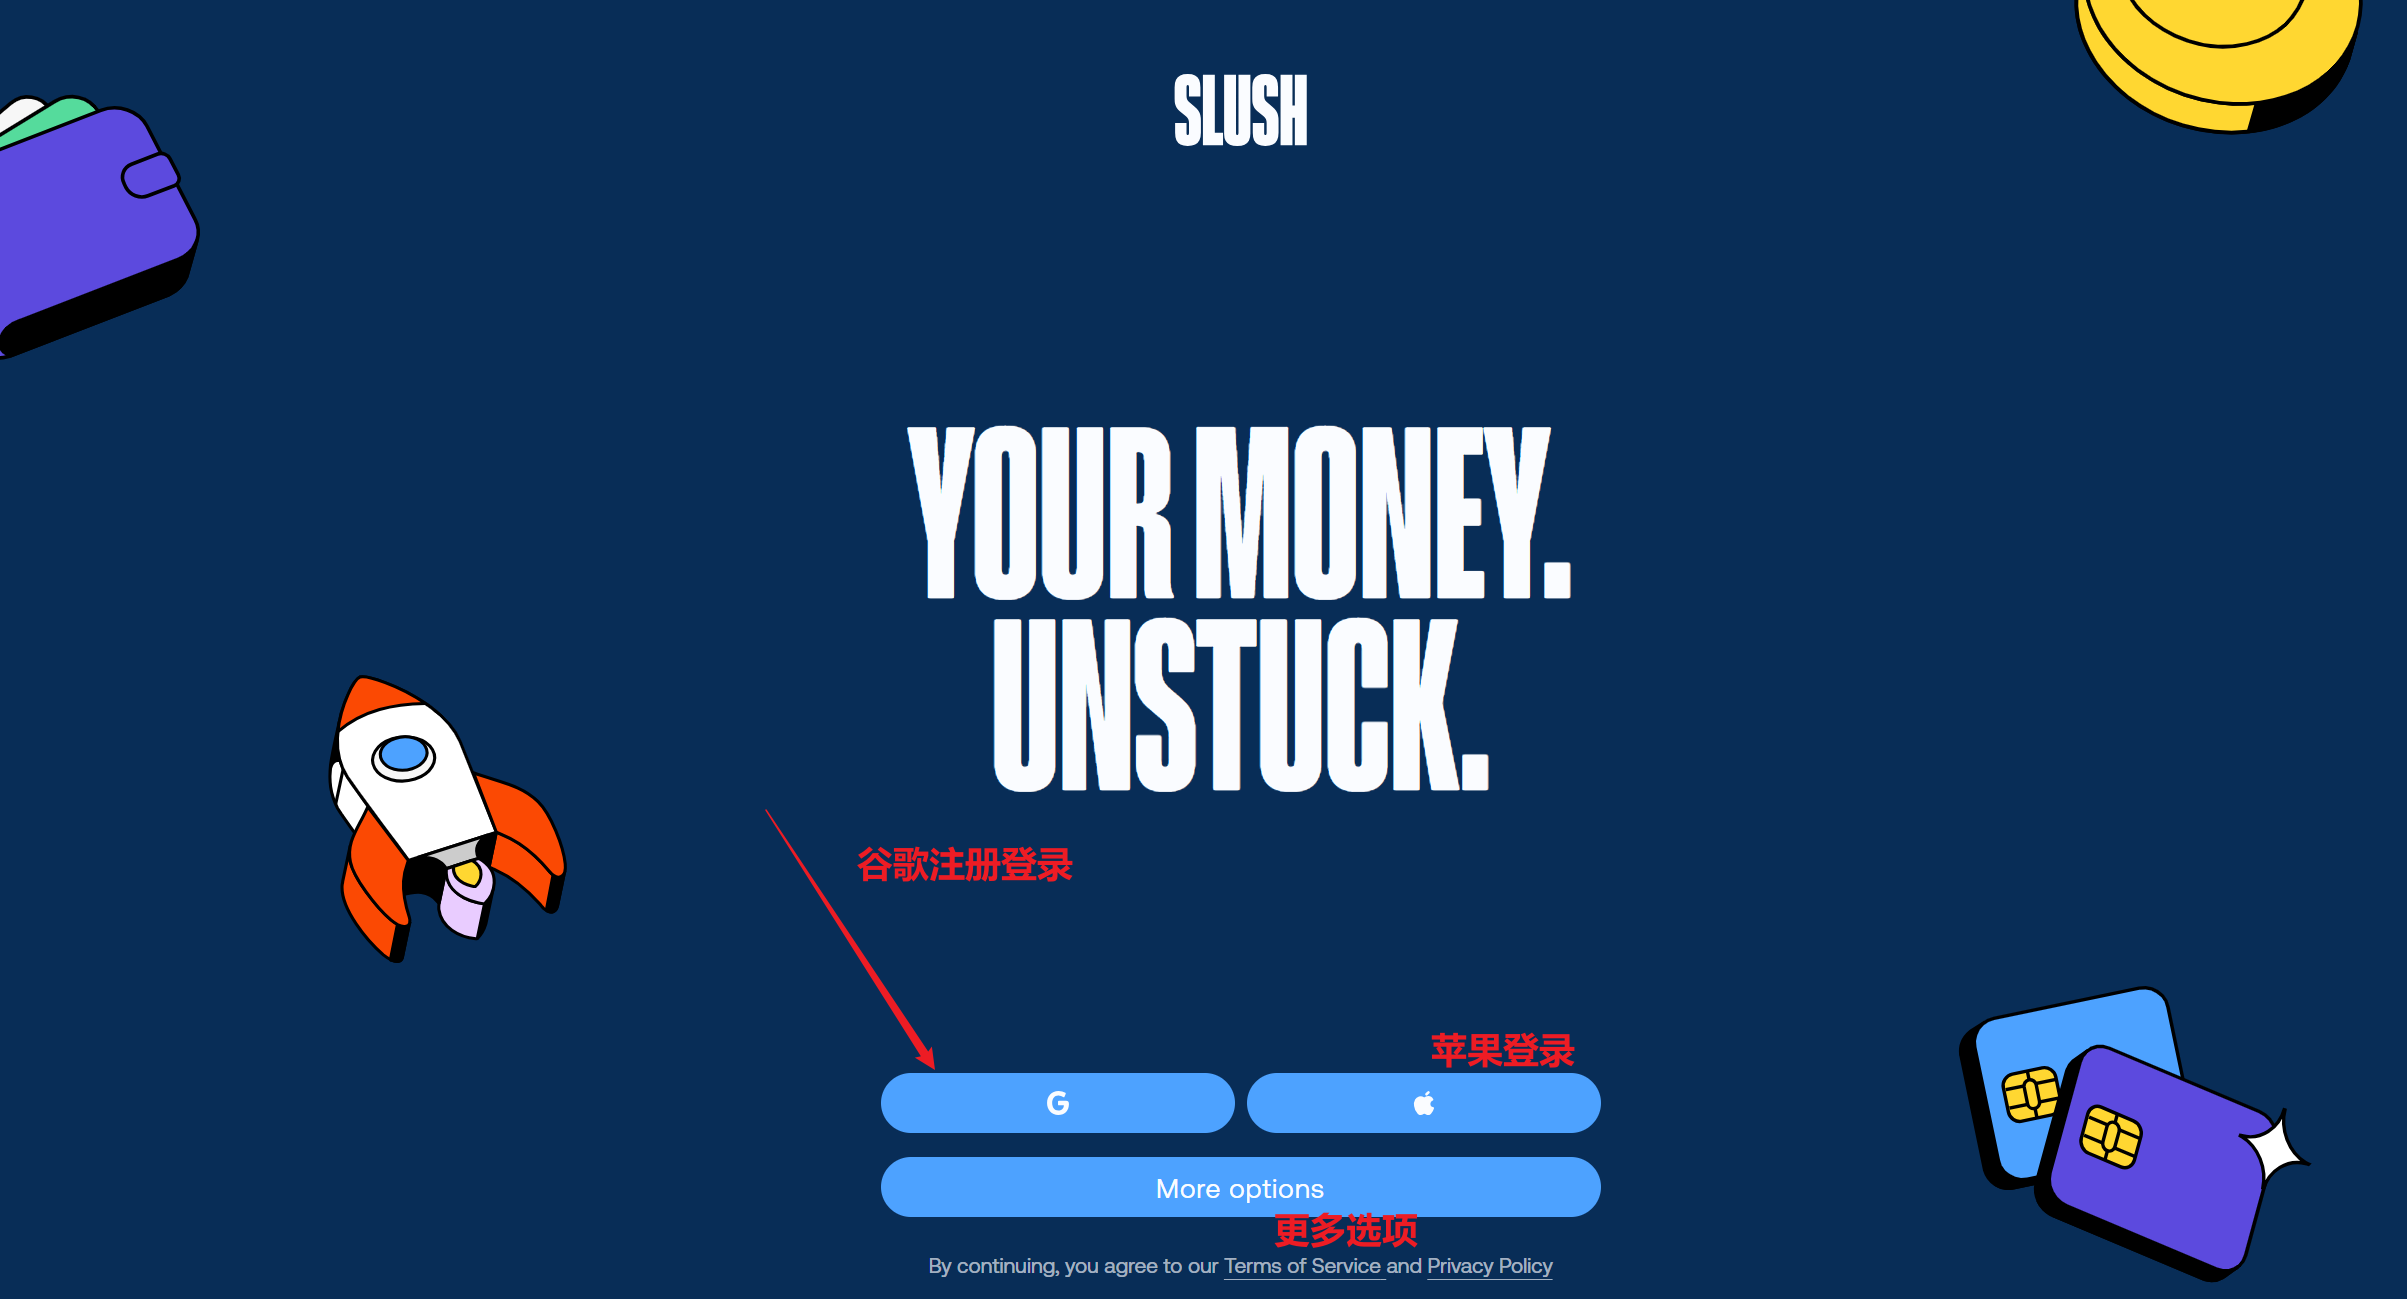 SLUSH
YOUR MONEY.
UNSTUCK.
谷歌注册登录
苹果登录
G
More options
更多选项
By continuing, you agree to our Terms of Service and Privacy Policy